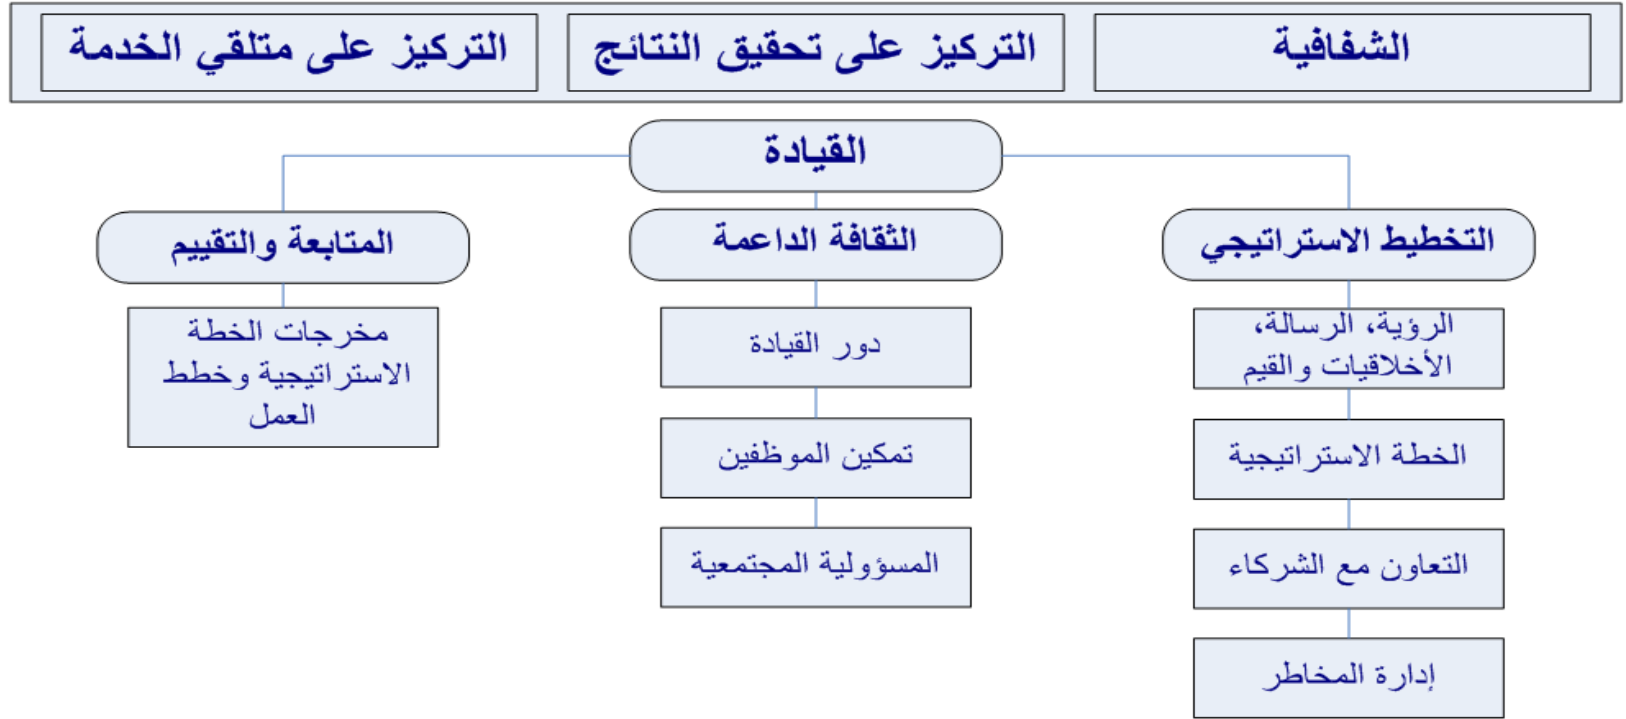 الشفافية
التركيز على تحقيق النتائج
التركيز على متلقي الخدمة
القيادة
التخطيط الاستراتيجي
الرؤية، الرسالة،
الأخلاقيات والقيم
الخطة الاستراتيجية
التعاون مع الشركاء
إدارة المخاطر
الثقافة الداعمة
دور القيادة
تمكين الموظفين
المسؤولية المجتمعية
المتابعة والتقييم
مخرجات الخطة
الاستراتيجية وخطط
العمل